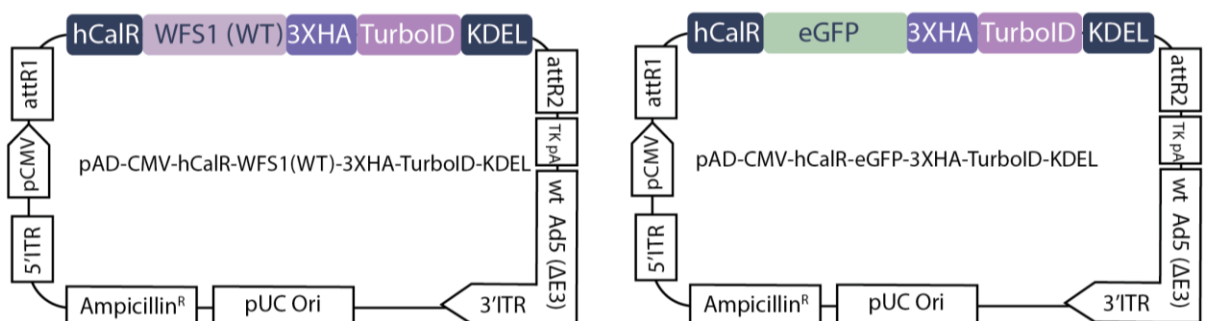 hCalR WFS1 (WT) 3XHA TurboID KDEL
attR1
attR2
pCMV
TK pA
pAD-CMV-hCalR-WFS1(WT)-3XHA-TurboID-KDEL
5'ITR
wt Ad5 (ΔE3)
Ampicillinᴿ
pUC Ori
3'ITR
hCalR eGFP 3XHA TurboID KDEL
attR1
attR2
pCMV
TK pA
pAD-CMV-hCalR-eGFP-3XHA-TurboID-KDEL
5'ITR
wt Ad5 (ΔE3)
Ampicillinᴿ
pUC Ori
3'ITR